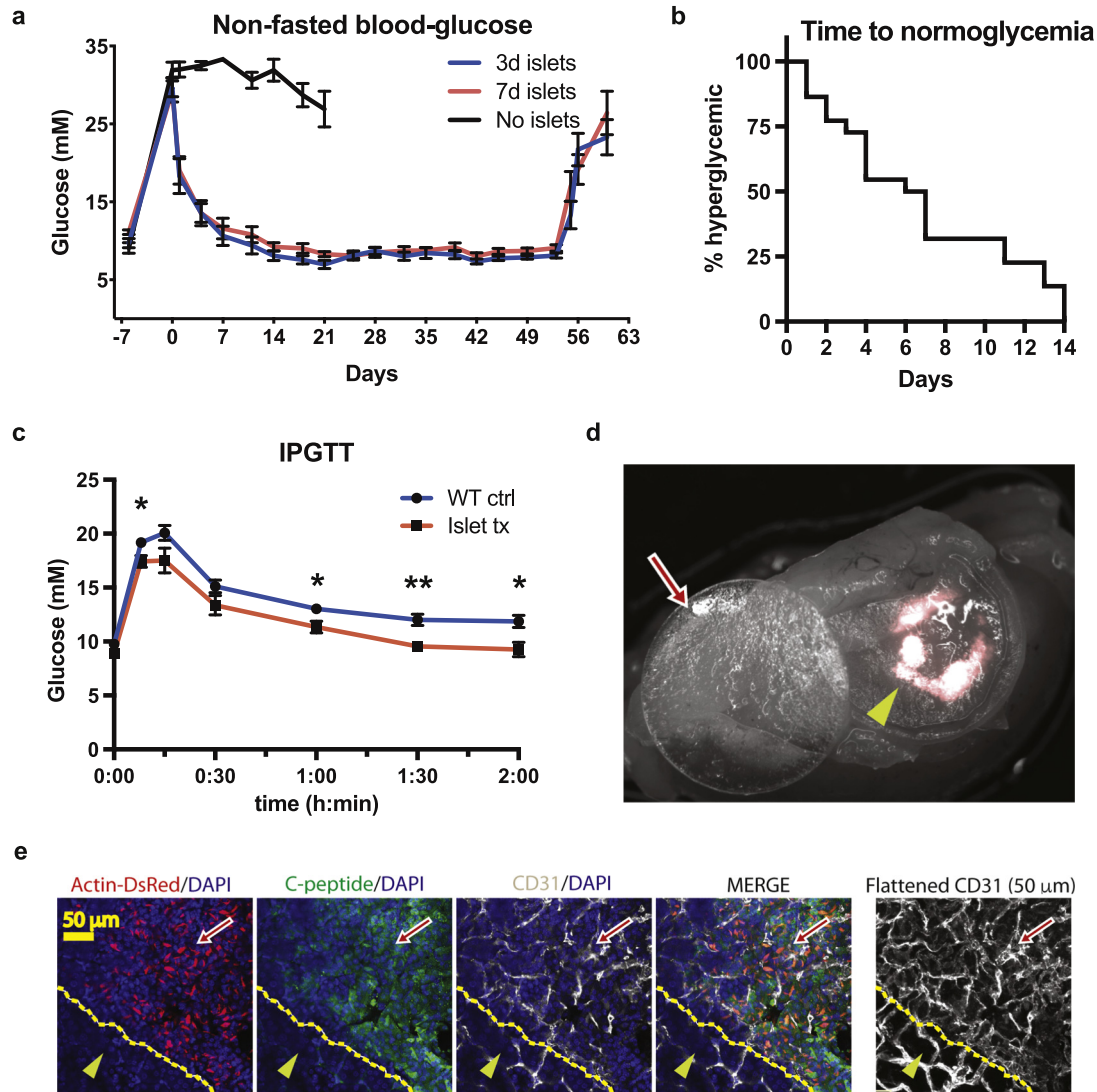 a
Non-fasted blood-glucose
35
25
15
5
Glucose (mM)
3d islets
7d islets
No islets
-7 0 7 14 21 28 35 42 49 56 63
Days
b
Time to normoglycemia
100
75
50
25
0
% hyperglycemic
0 2 4 6 8 10 12 14
Days
c
IPGTT
25
20
15
10
5
0
Glucose (mM)
WT ctrl
Islet tx
* * ** *
0:00 0:30 1:00 1:30 2:00
time (h:min)
d
e
Actin-DsRed/DAPI C-peptide/DAPI CD31/DAPI MERGE Flattened CD31 (50 μm)
50 μm